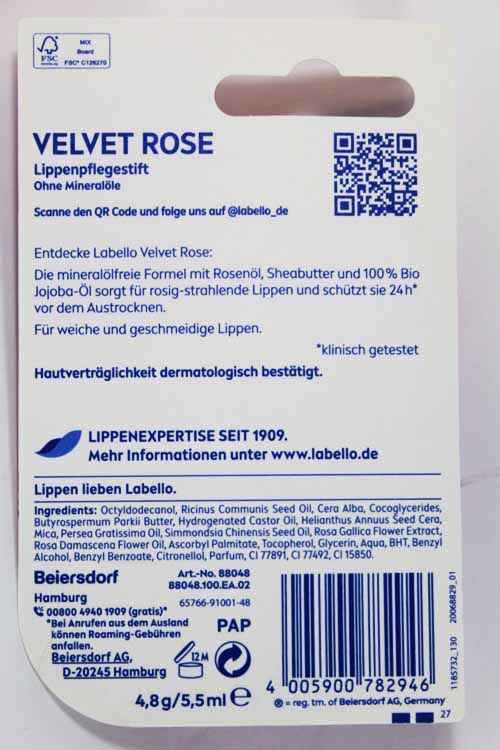 MIX
Board
FSC® C126270
FSC
VELVET ROSE
Lippenpflegestift
Ohne Mineralöle
Scanne den QR Code und folge uns auf @labello_de
Entdecke Labello Velvet Rose:
Die mineralölfreie Formel mit Rosenöl, Sheabutter und 100% Bio
Jojoba-Öl sorgt für rosig-strahlende Lippen und schützt sie 24h*
vor dem Austrocknen.
Für weiche und geschmeidige Lippen.
*klinisch getestet
Hautverträglichkeit dermatologisch bestätigt.
LIPPENEXPERTISE SEIT 1909.
Mehr Informationen unter www.labello.de
Lippen lieben Labello.
Ingredients: Octyldodecanol, Ricinus Communis Seed Oil, Cera Alba, Cocoglycerides,
Butyrospermum Parkii Butter, Hydrogenated Castor Oil, Helianthus Annuus Seed Cera,
Mica, Persea Gratissima Oil, Simmondsia Chinensis Seed Oil, Rosa Gallica Flower Extract,
Rosa Damascena Flower Oil, Ascorbyl Palmitate, Tocopherol, Glycerin, Aqua, BHT, Benzyl
Alcohol, Benzyl Benzoate, Citronellol, Parfum, CI 77891, CI 77492, CI 15850.
Beiersdorf
Hamburg
00800 4940 1909 (gratis)*
*Bei Anrufen aus dem Ausland
können Roaming-Gebühren
anfallen.
Beiersdorf AG,
D-20245 Hamburg
Art.-No. 88048
88048.100.EA.02
65766-91001-48
PAP
12M
4,8g/5,5ml e
4 005900 782946
® = reg. tm. of Beiersdorf AG, Germany
1185732_130 20068829_01
27